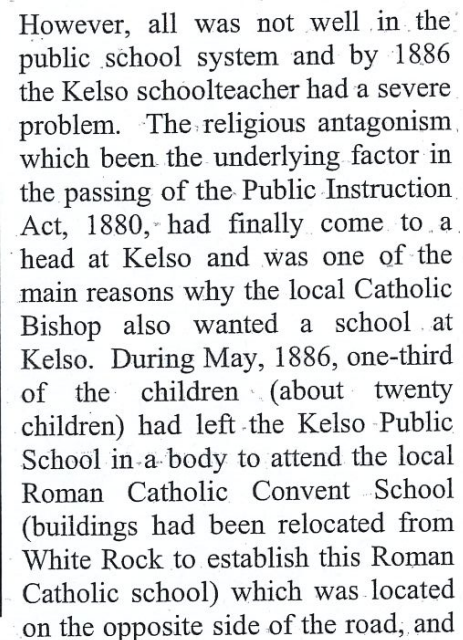 However, all was not well in the
public school system and by 1886
the Kelso schoolteacher had a severe
problem. The religious antagonism
which been the underlying factor in
the passing of the Public Instruction
Act, 1880, had finally come to a
head at Kelso and was one of the
main reasons why the local Catholic
Bishop also wanted a school at
Kelso. During May, 1886, one-third
of the children (about twenty
children) had left the Kelso Public
School in a body to attend the local
Roman Catholic Convent School
(buildings had been relocated from
White Rock to establish this Roman
Catholic school) which was located
on the opposite side of the road, and